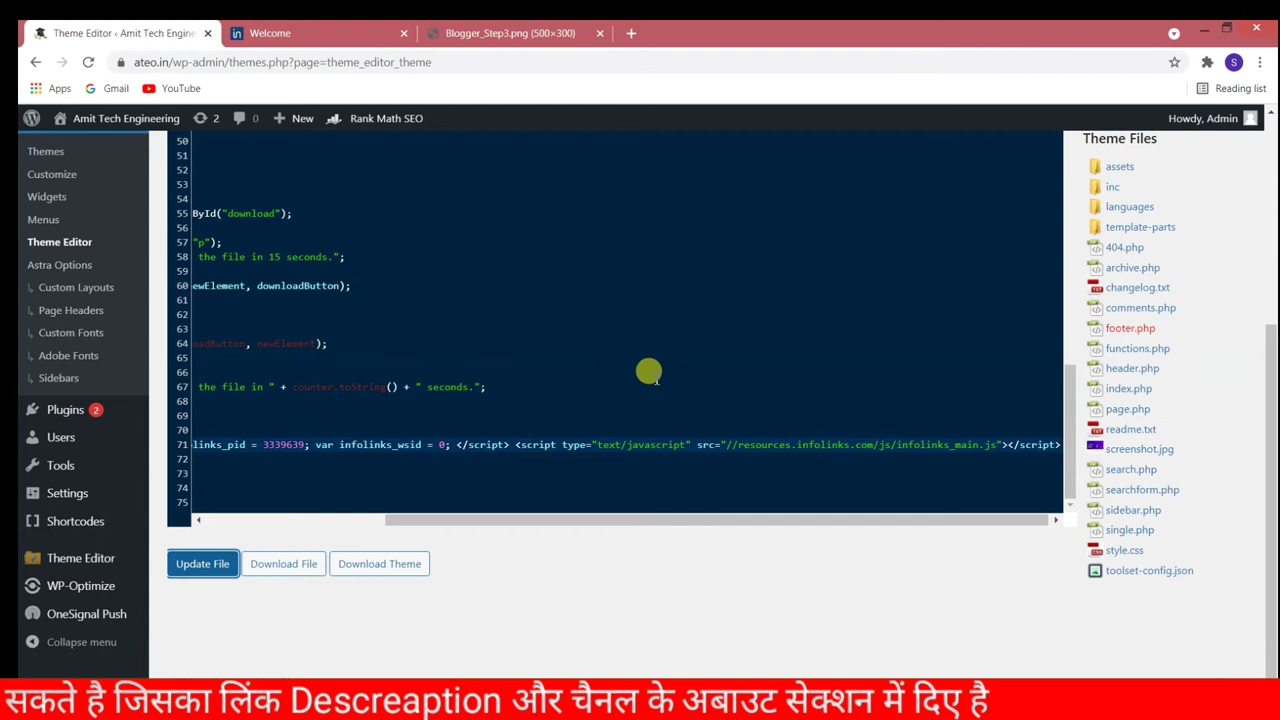 Theme Editor ‹ Amit Tech Engine
in Welcome
Blogger_Step3.png (500×300)
ateo.in/wp-admin/themes.php?page=theme_editor_theme
S
Apps
Gmail
YouTube
Reading list
Amit Tech Engineering
2
0
New
Rank Math SEO
Howdy, Admin
Themes
Customize
Widgets
Menus
Theme Editor
Astra Options
↳ Custom Layouts
↳ Page Headers
↳ Custom Fonts
↳ Adobe Fonts
↳ Sidebars
Plugins 2
Users
Tools
Settings
Shortcodes
Theme Editor
WP-Optimize
OneSignal Push
Collapse menu
50
51
52
53
54
55 ById("download");
56
57 "p");
58 the file in 15 seconds.";
59
60 ewElement, downloadButton);
61
62
63
64 oadButton, newElement);
65
66
67 the file in " + counter.toString() + " seconds.";
68
69
70
71 links_pid = 3339639; var infolinks_wsid = 0; </script> <script type="text/javascript" src="//resources.infolinks.com/js/infolinks_main.js"></script>
72
73
74
75
Update File
Download File
Download Theme
Theme Files
assets
inc
languages
template-parts
404.php
archive.php
changelog.txt
comments.php
footer.php
functions.php
header.php
index.php
page.php
readme.txt
screenshot.jpg
search.php
searchform.php
sidebar.php
single.php
style.css
toolset-config.json
सकते है जिसका लिंक Descreaption और चैनल के अबाउट सेक्शन में दिए है